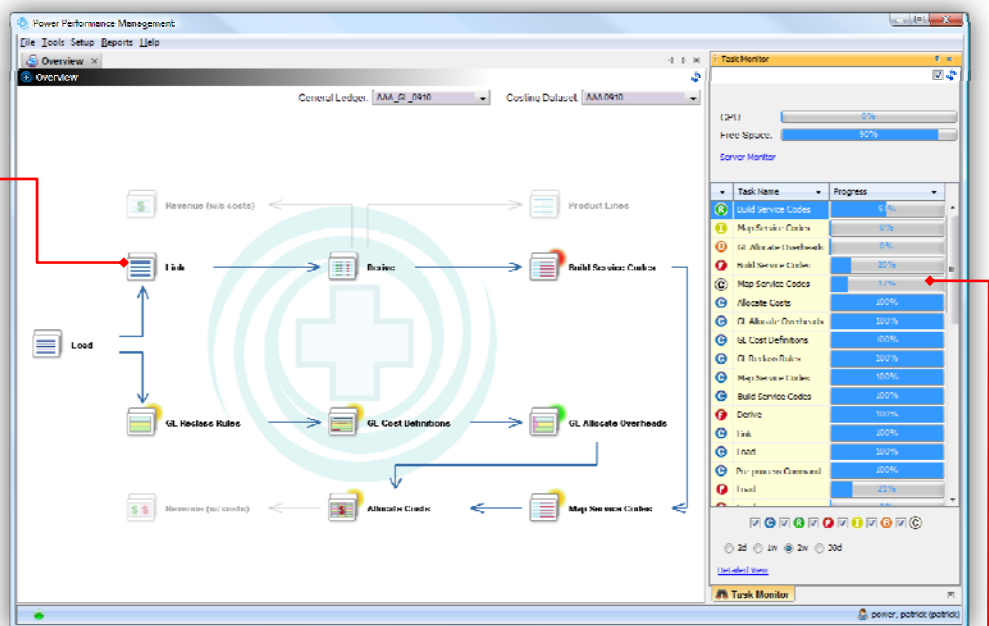 Power Performance Management
File Tools Setup Reports Help
Overview
Overview
General Ledger: AAA_GL_0910
Costing Dataset: AAA0910
Revenue (w/o costs)
Product Lines
Link
Derive
Build Service Codes
Load
GL Reclass Rules
GL Cost Definitions
GL Allocate Overheads
Revenue (w/ costs)
Allocate Costs
Map Service Codes
Task Monitor
CPU: 0%
Free Space: 90%
Server Monitor
Task Name Progress
R Build Service Codes
I Map Service Codes 0%
GL Allocate Overheads 0%
F Build Service Codes 20%
C Map Service Codes 17%
C Allocate Costs 100%
C GL Allocate Overheads 100%
C GL Cost Definitions 100%
C GL Reclass Rules 100%
C Map Service Codes 100%
C Build Service Codes 100%
F Derive 100%
C Link 100%
C Load 100%
C Pre-process Command 100%
F Load 21%
C R F I C
2d 1w 2w 30d
Detailed View
Task Monitor
power, patrick (patrick)